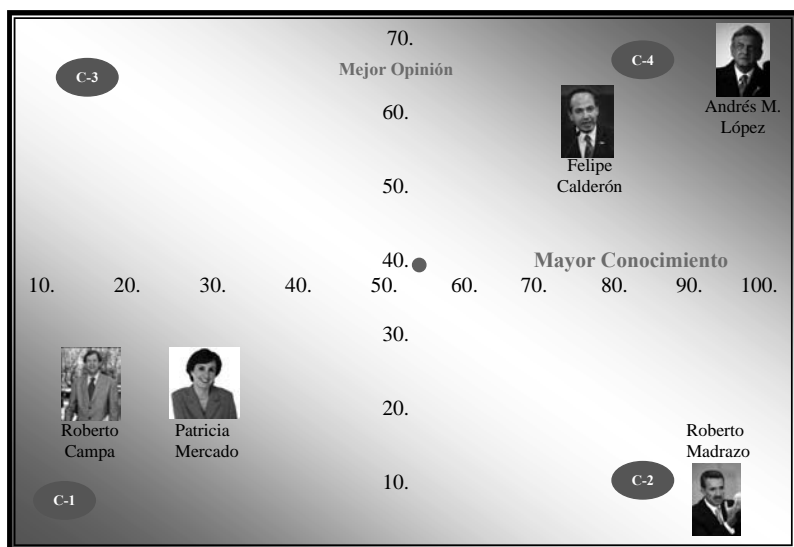 70.
Mejor Opinión
C-3
C-4
Andrés M.
López
60.
Felipe
Calderón
50.
40.
Mayor Conocimiento
10. 20. 30. 40. 50. 60. 70. 80. 90. 100.
30.
20.
Roberto
Campa
Patricia
Mercado
Roberto
Madrazo
10.
C-1
C-2